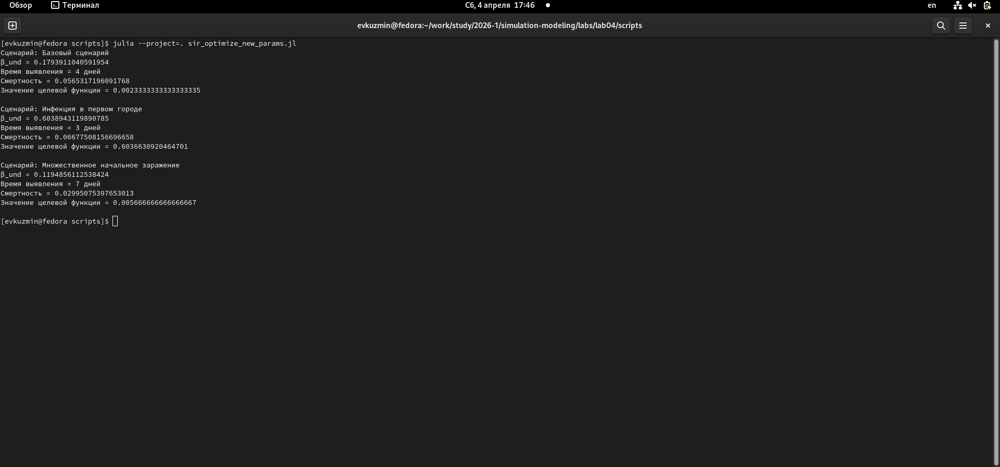 Обзор
Терминал
Сб, 4 апреля 17:46
en
evkuzmin@fedora:~/work/study/2026-1/simulation-modeling/labs/lab04/scripts
[evkuzmin@fedora scripts]$ julia --project=. sir_optimize_new_params.jl
Сценарий: Базовый сценарий
β_und = 0.1793911040591954
Время выявления = 4 дней
Смертность = 0.0565317196091768
Значение целевой функции = 0.0023333333333333335
Сценарий: Инфекция в первом городе
β_und = 0.6038943119890785
Время выявления = 3 дней
Смертность = 0.06677508156696658
Значение целевой функции = 0.6036630920464701
Сценарий: Множественное начальное заражение
β_und = 0.1194856112538424
Время выявления = 7 дней
Смертность = 0.02995075397653013
Значение целевой функции = 0.005666666666666667
[evkuzmin@fedora scripts]$